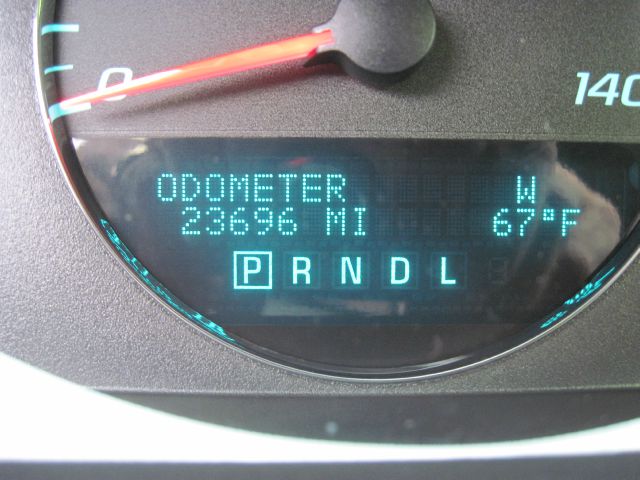 0
140
ODOMETER W
23696 MI 67°F
P R N D L